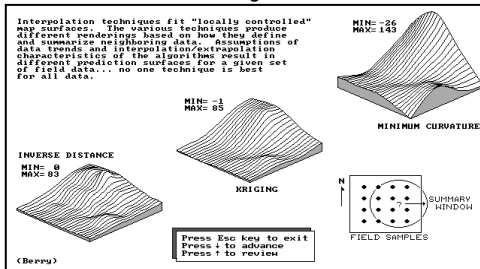 Interpolation techniques fit "locally controlled"
map surfaces. The various techniques produce
different renderings based on how they define
and summarize neighboring data. Assumptions of
data trends and interpolation/extrapolation
characteristics of the algorithms result in
different prediction surfaces for a given set
of field data... no one technique is best
for all data.
MIN= -26
MAX= 143
MINIMUM CURVATURE
MIN= -1
MAX= 85
KRIGING
INVERSE DISTANCE
MIN= 0
MAX= 83
N
?
SUMMARY
WINDOW
FIELD SAMPLES
Press Esc key to exit
Press ↓ to advance
Press ↑ to review
(Berry)